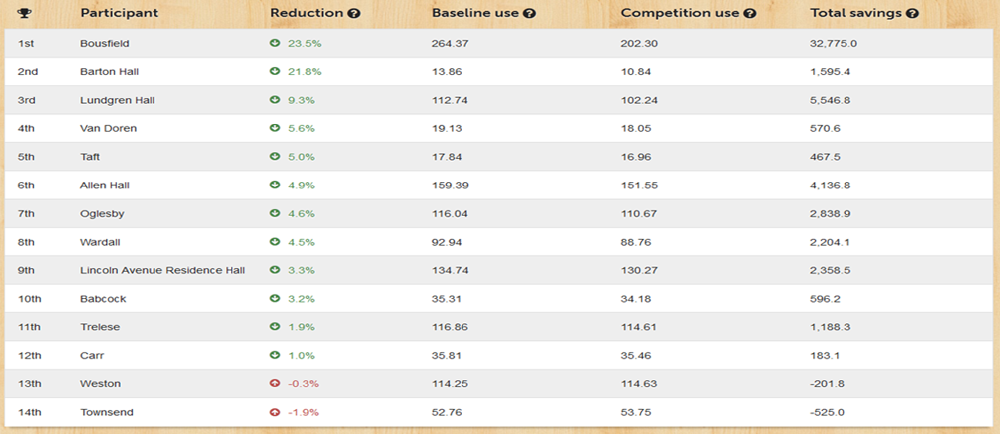 Participant Reduction Baseline use Competition use Total savings
1st Bousfield 23.5% 264.37 202.30 32,775.0
2nd Barton Hall 21.8% 13.86 10.84 1,595.4
3rd Lundgren Hall 9.3% 112.74 102.24 5,546.8
4th Van Doren 5.6% 19.13 18.05 570.6
5th Taft 5.0% 17.84 16.96 467.5
6th Allen Hall 4.9% 159.39 151.55 4,136.8
7th Oglesby 4.6% 116.04 110.67 2,838.9
8th Wardall 4.5% 92.94 88.76 2,204.1
9th Lincoln Avenue Residence Hall 3.3% 134.74 130.27 2,358.5
10th Babcock 3.2% 35.31 34.18 596.2
11th Trelese 1.9% 116.86 114.61 1,188.3
12th Carr 1.0% 35.81 35.46 183.1
13th Weston -0.3% 114.25 114.63 -201.8
14th Townsend -1.9% 52.76 53.75 -525.0